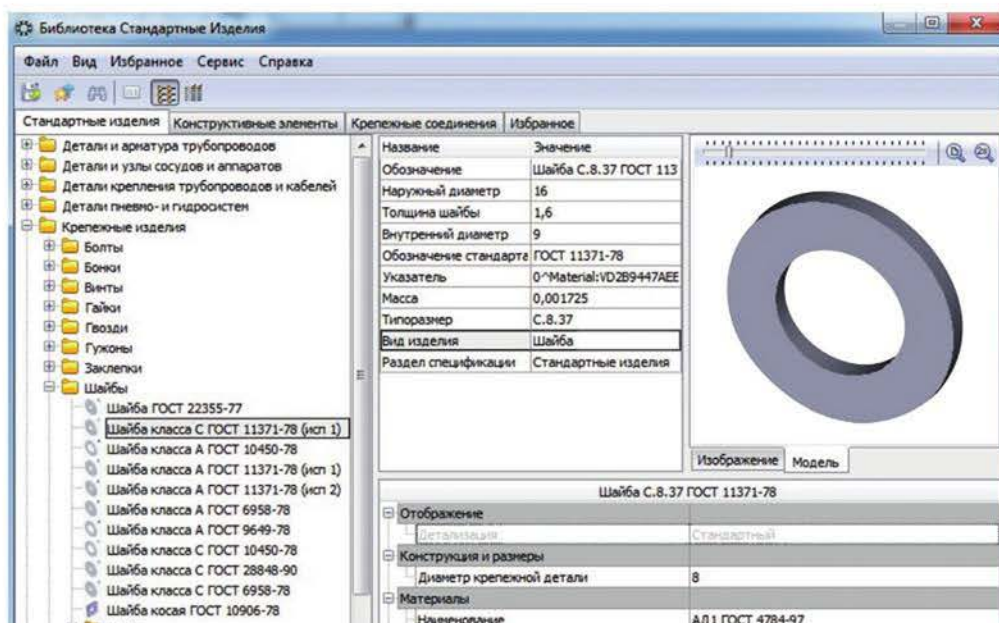 Библиотека Стандартные Изделия
Файл Вид Избранное Сервис Справка
Стандартные изделия Конструктивные элементы Крепежные соединения Избранное
Детали и арматура трубопроводов
Детали и узлы сосудов и аппаратов
Детали крепления трубопроводов и кабелей
Детали пневмо- и гидросистем
Крепежные изделия
Болты
Бонки
Винты
Гайки
Гвозди
Гужоны
Заклепки
Шайбы
Шайба ГОСТ 22355-77
Шайба класса С ГОСТ 11371-78 (исп 1)
Шайба класса А ГОСТ 10450-78
Шайба класса А ГОСТ 11371-78 (исп 1)
Шайба класса А ГОСТ 11371-78 (исп 2)
Шайба класса А ГОСТ 6958-78
Шайба класса А ГОСТ 9649-78
Шайба класса С ГОСТ 10450-78
Шайба класса С ГОСТ 28848-90
Шайба класса С ГОСТ 6958-78
Шайба косая ГОСТ 10906-78
Название Значение
Обозначение Шайба С.8.37 ГОСТ 113
Наружный диаметр 16
Толщина шайбы 1,6
Внутренний диаметр 9
Обозначение стандарта ГОСТ 11371-78
Указатель 0^Material:VD2B9447AEE
Масса 0,001725
Типоразмер С.8.37
Вид изделия Шайба
Раздел спецификации Стандартные изделия
Изображение Модель
Шайба С.8.37 ГОСТ 11371-78
Отображение
Детализация Стандартный
Конструкция и размеры
Диаметр крепежной детали 8
Материалы
Наименование АД1 ГОСТ 4784-97